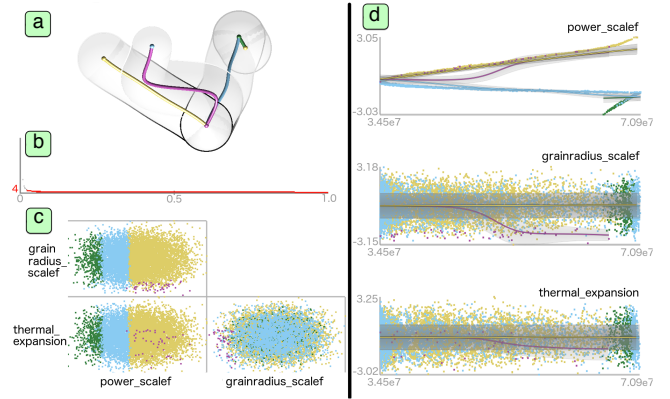 a
b
4
0
0.5
1.0
c
grain
radius_
scalef
thermal_
expansion
power_scalef
grainradius_scalef
d
power_scalef
3.05
-3.03
3.45e7
7.09e7
grainradius_scalef
3.18
-3.15
3.45e7
7.09e7
thermal_expansion
3.25
-3.02
3.45e7
7.09e7